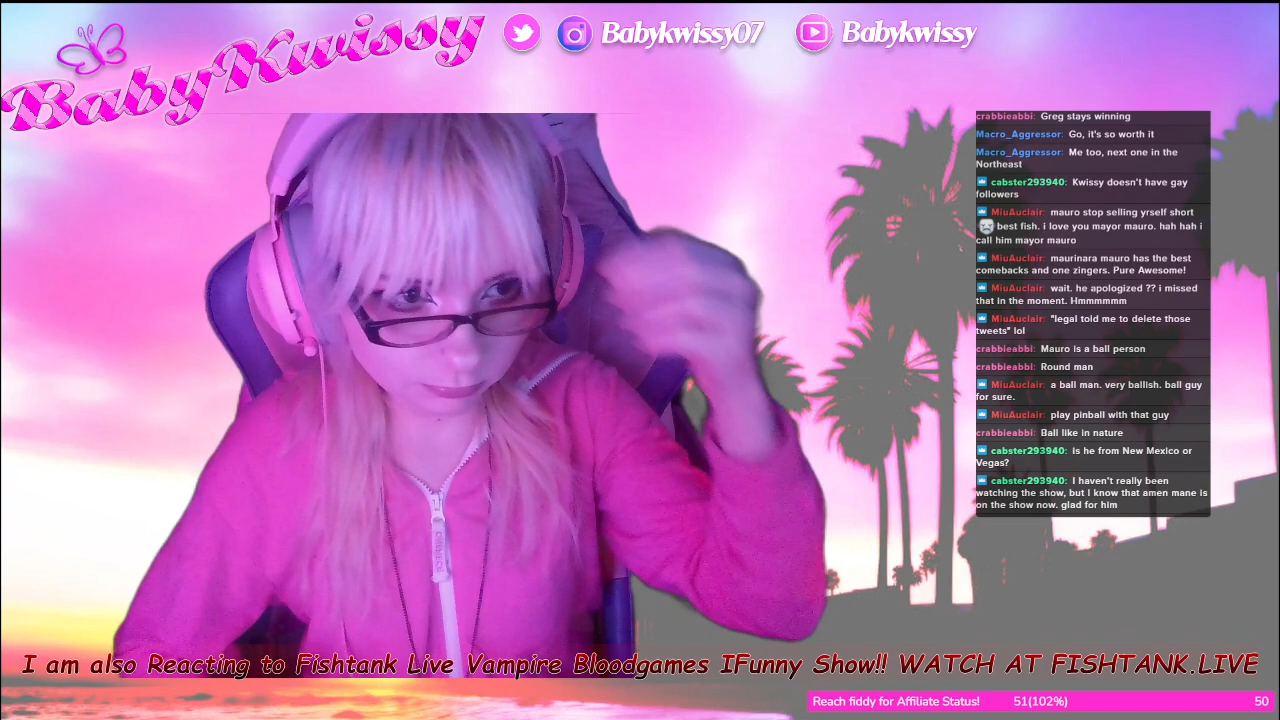 BabyKwissy
Babykwissy07
Babykwissy
crabbieabbi: Greg stays winning
Macro_Aggressor: Go, it's so worth it
Macro_Aggressor: Me too, next one in the
Northeast
cabster293940: Kwissy doesn't have gay
followers
MiuAuclair: mauro stop selling yrself short
best fish. i love you mayor mauro. hah hah i
call him mayor mauro
MiuAuclair: maurinara mauro has the best
comebacks and one zingers. Pure Awesome!
MiuAuclair: wait. he apologized ?? i missed
that in the moment. Hmmmmmm
MiuAuclair: "legal told me to delete those
tweets" lol
crabbieabbi: Mauro is a ball person
crabbieabbi: Round man
MiuAuclair: a ball man. very ballish. ball guy
for sure.
MiuAuclair: play pinball with that guy
crabbieabbi: Ball like in nature
cabster293940: is he from New Mexico or
Vegas?
cabster293940: I haven't really been
watching the show, but I know that amen mane is
on the show now. glad for him
I am also Reacting to Fishtank Live Vampire Bloodgames IFunny Show!! WATCH AT FISHTANK.LIVE
Reach fiddy for Affiliate Status! 51(102%) 50